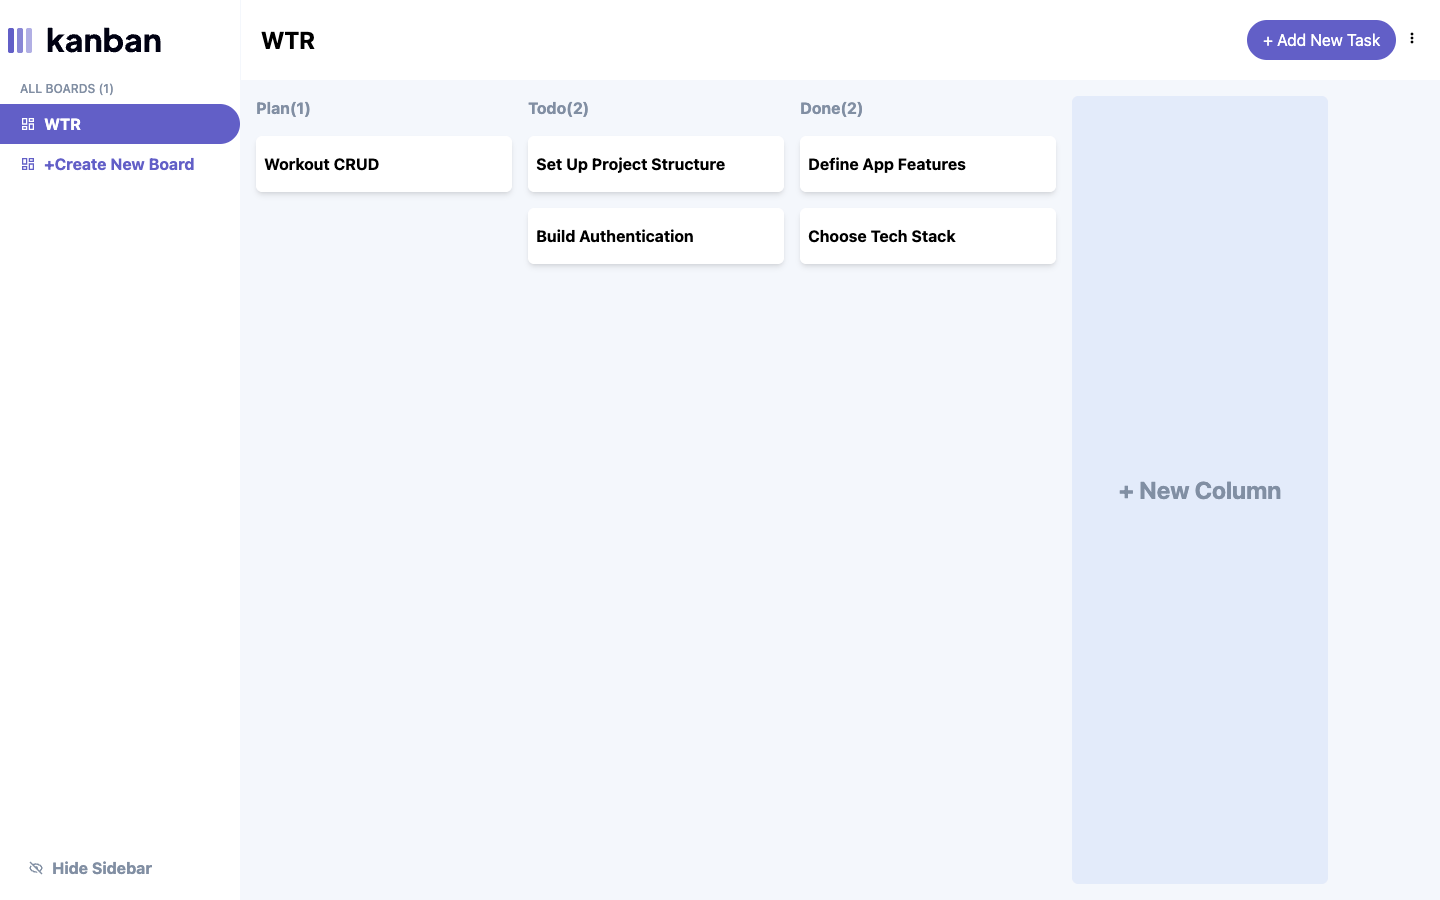 kanban
ALL BOARDS (1)
WTR
+Create New Board
Hide Sidebar
WTR
+ Add New Task
Plan(1)
Workout CRUD
Todo(2)
Set Up Project Structure
Build Authentication
Done(2)
Define App Features
Choose Tech Stack
+ New Column